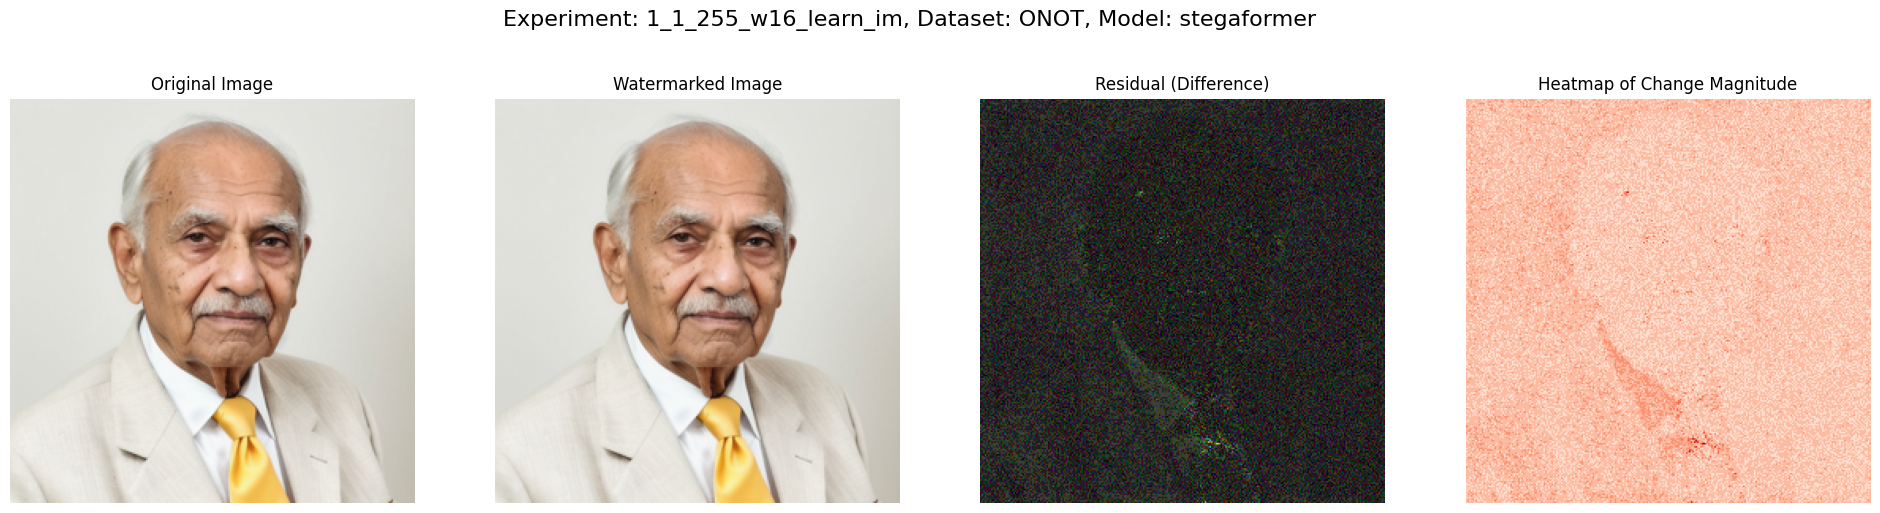 Experiment: 1_1_255_w16_learn_im, Dataset: ONOT, Model: stegaformer
Original Image
Watermarked Image
Residual (Difference)
Heatmap of Change Magnitude